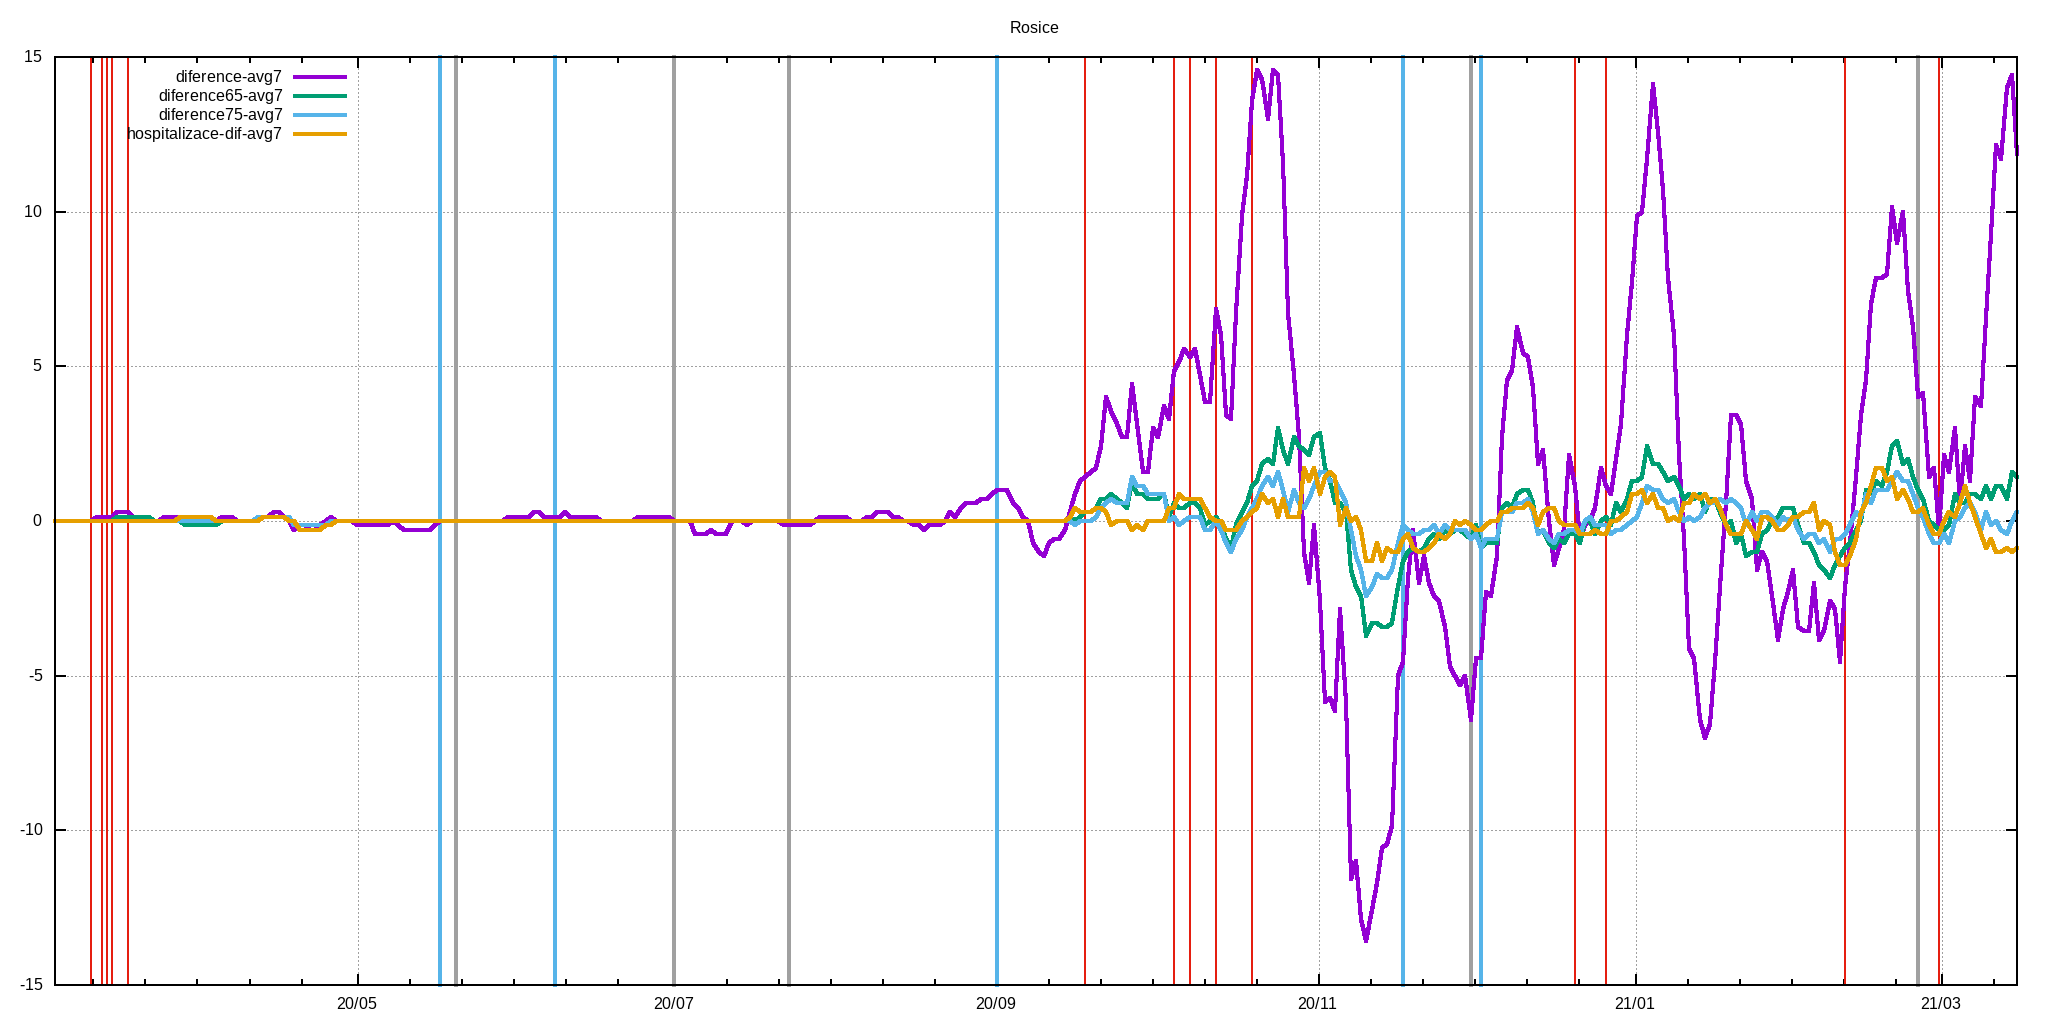 Rosice
15
diference-avg7
diference65-avg7
diference75-avg7
hospitalizace-dif-avg7
10
5
0
-5
-10
-15
20/05 20/07 20/09 20/11 21/01 21/03